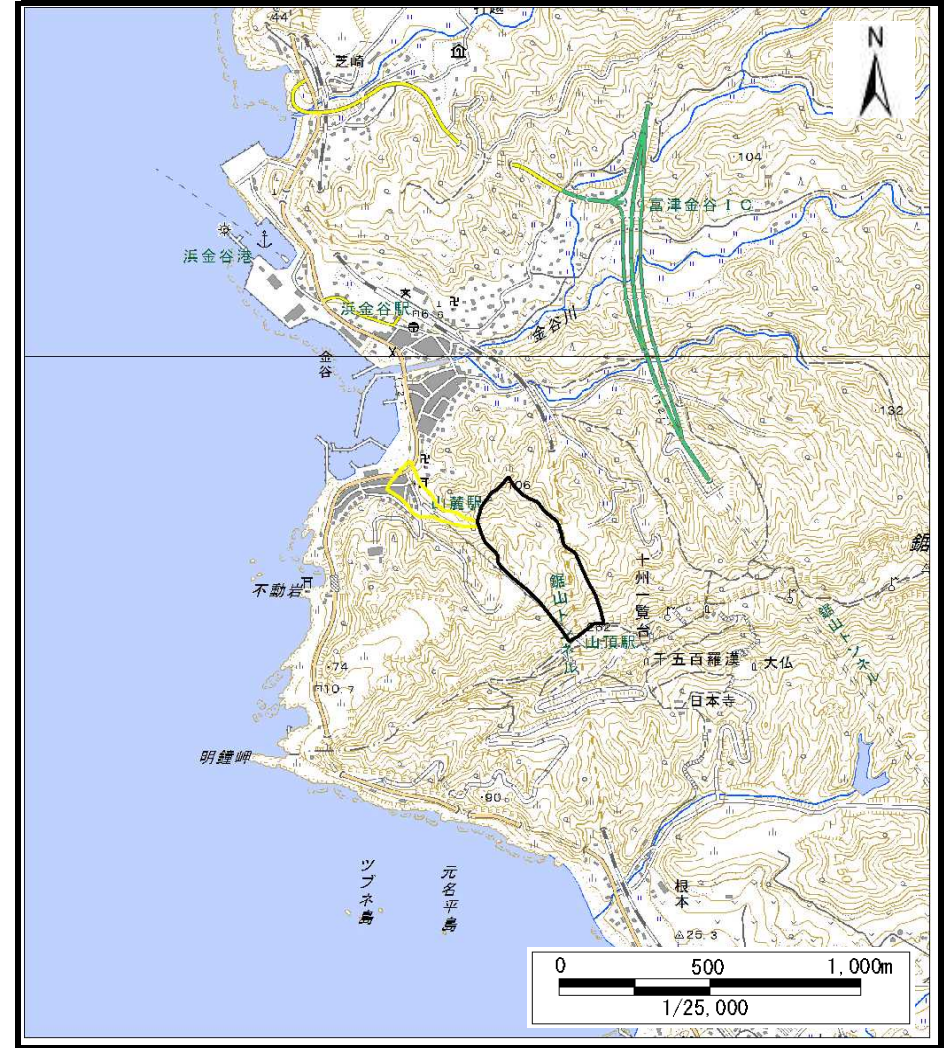 44
芝崎
N
104
富津金谷IC
浜金谷港
浜金谷駅
金谷川
金谷
132
106
山麓駅
鋸
不動岩
鋸山トンネル
十州一覧台
鋸山トンネル
262
山頂駅
千五百羅漢
大仏
74
日本寺
10.7
明鐘岬
90
ツブネ島
元名平島
根本
25.3
0 500 1,000m
1/25,000